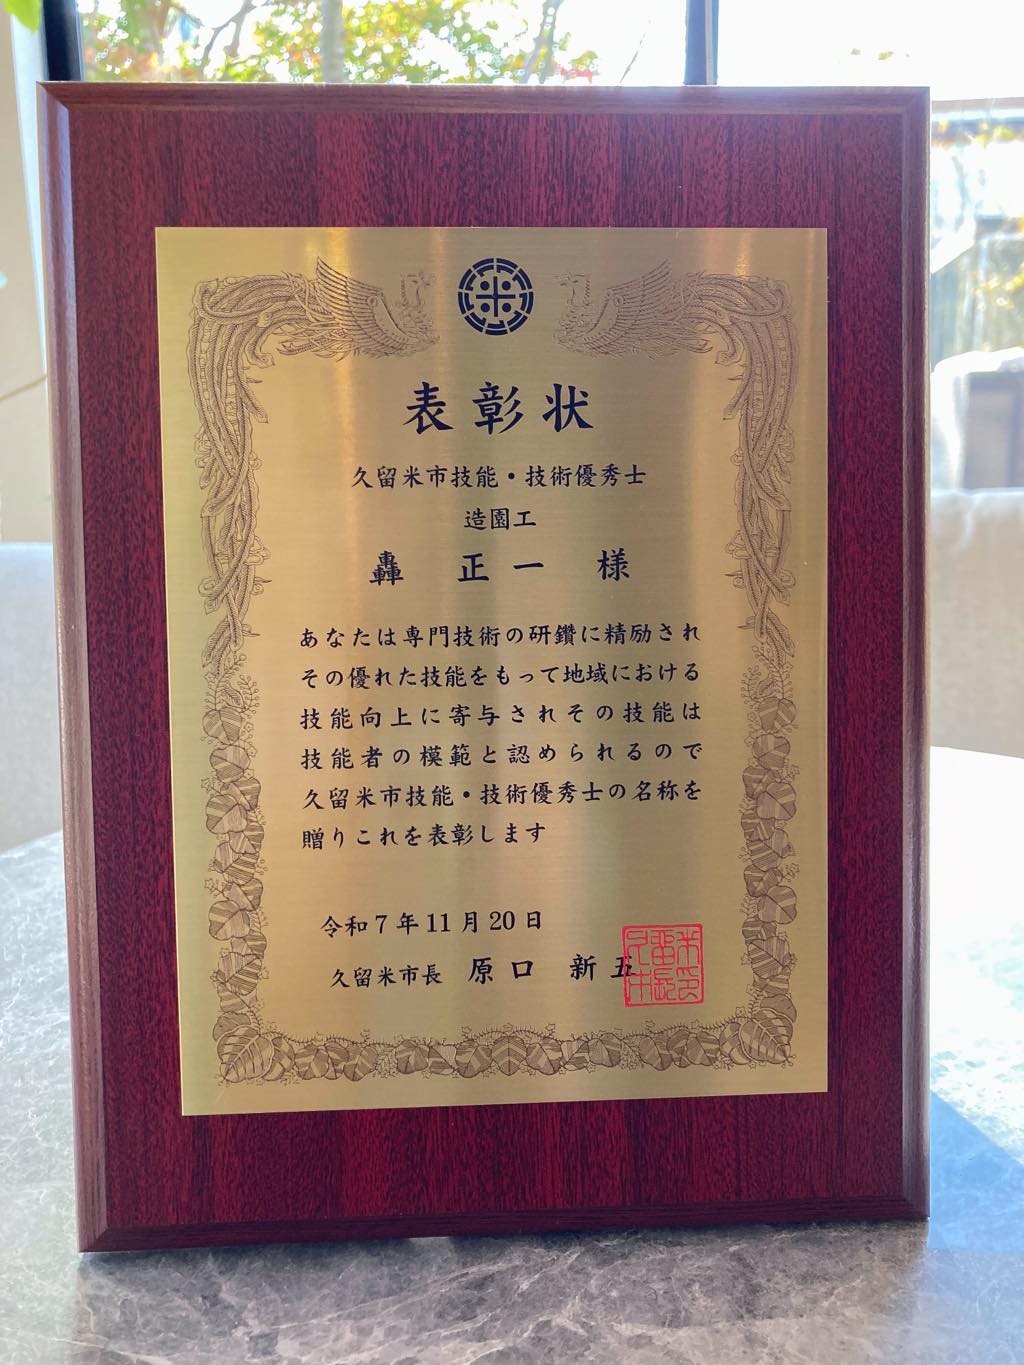 表彰状
久留米市技能・技術優秀士
造園工
轟 正一 様
あなたは専門技術の研鑽に精励され
その優れた技能をもって地域における
技能向上に寄与されその技能は
技能者の模範と認められるので
久留米市技能・技術優秀士の名称を
贈りこれを表彰します
令和7年11月20日
久留米市長 原口 新五